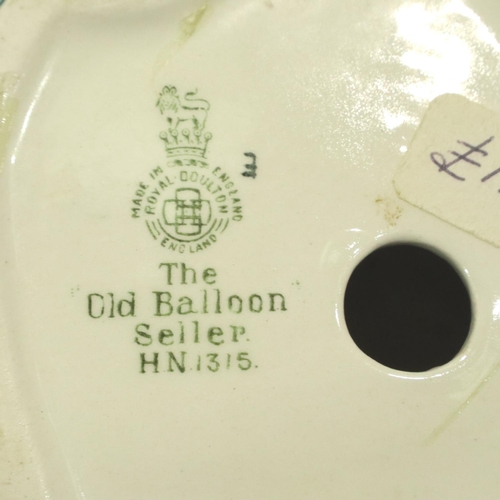 MADE IN ENGLAND
ROYAL·DOULTON
ENGLAND
The
Old Balloon
Seller.
HN.1315.